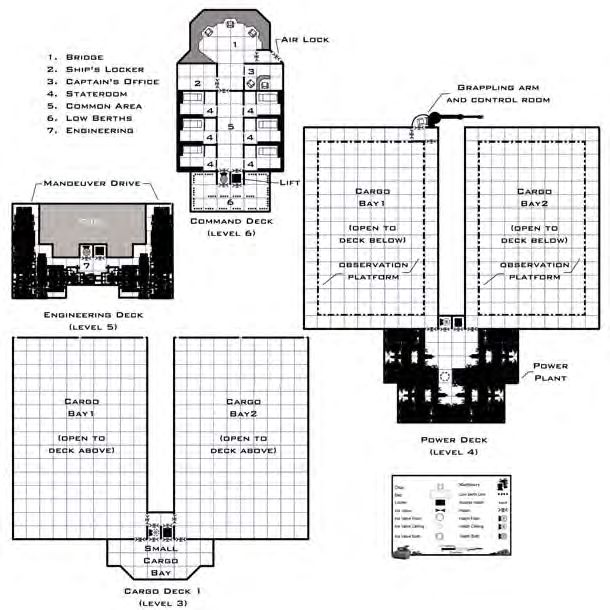 1. Bridge
2. Ship's Locker
3. Captain's Office
4. Stateroom
5. Common Area
6. Low Berths
7. Engineering
1
Air Lock
2
3
4
4
4
5
4
4
4
Lift
6
Command Deck
(Level 6)
Manoeuver Drive
7
Engineering Deck
(Level 5)
Grappling arm
and control room
Cargo
Bay1
(open to
deck below)
Observation
platform
Cargo
Bay2
(open to
deck below)
Observation
platform
Power
Plant
Power Deck
(Level 4)
Cargo
Bay1
(open to
deck above)
Cargo
Bay2
(open to
deck above)
Small
Cargo
Bay
Cargo Deck 1
(Level 3)